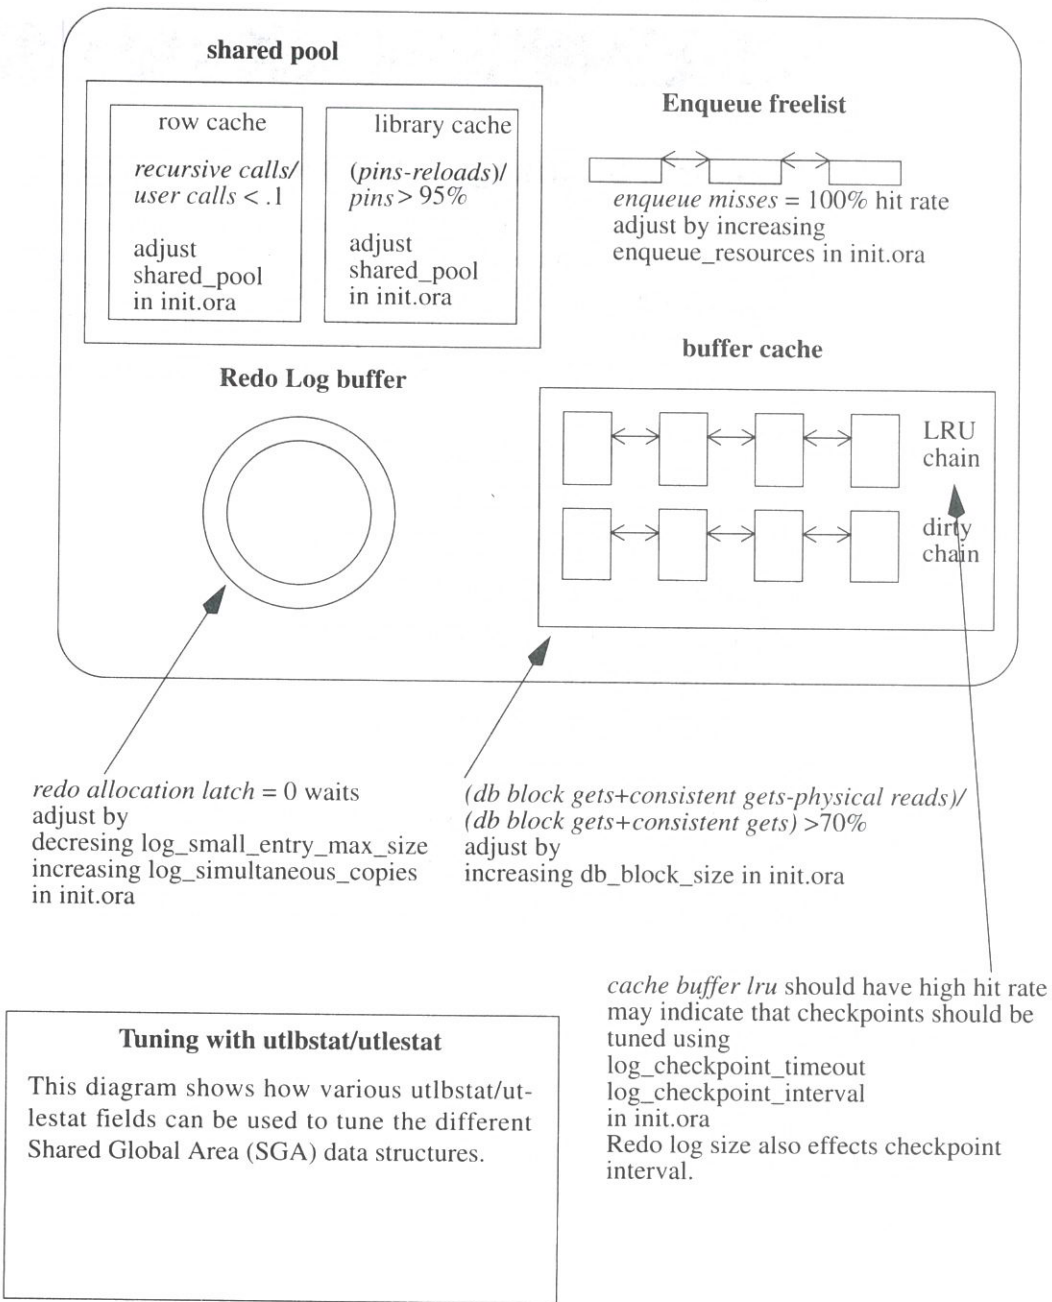 shared pool
row cache
recursive calls/
user calls < .1
adjust
shared_pool
in init.ora
library cache
(pins-reloads)/
pins > 95%
adjust
shared_pool
in init.ora
Enqueue freelist
enqueue misses = 100% hit rate
adjust by increasing
enqueue_resources in init.ora
Redo Log buffer
buffer cache
LRU
chain
dirty
chain
redo allocation latch = 0 waits
adjust by
decresing log_small_entry_max_size
increasing log_simultaneous_copies
in init.ora
(db block gets+consistent gets-physical reads)/
(db block gets+consistent gets) >70%
adjust by
increasing db_block_size in init.ora
cache buffer lru should have high hit rate
may indicate that checkpoints should be
tuned using
log_checkpoint_timeout
log_checkpoint_interval
in init.ora
Redo log size also effects checkpoint
interval.
Tuning with utlbstat/utlestat
This diagram shows how various utlbstat/ut-
lestat fields can be used to tune the different
Shared Global Area (SGA) data structures.